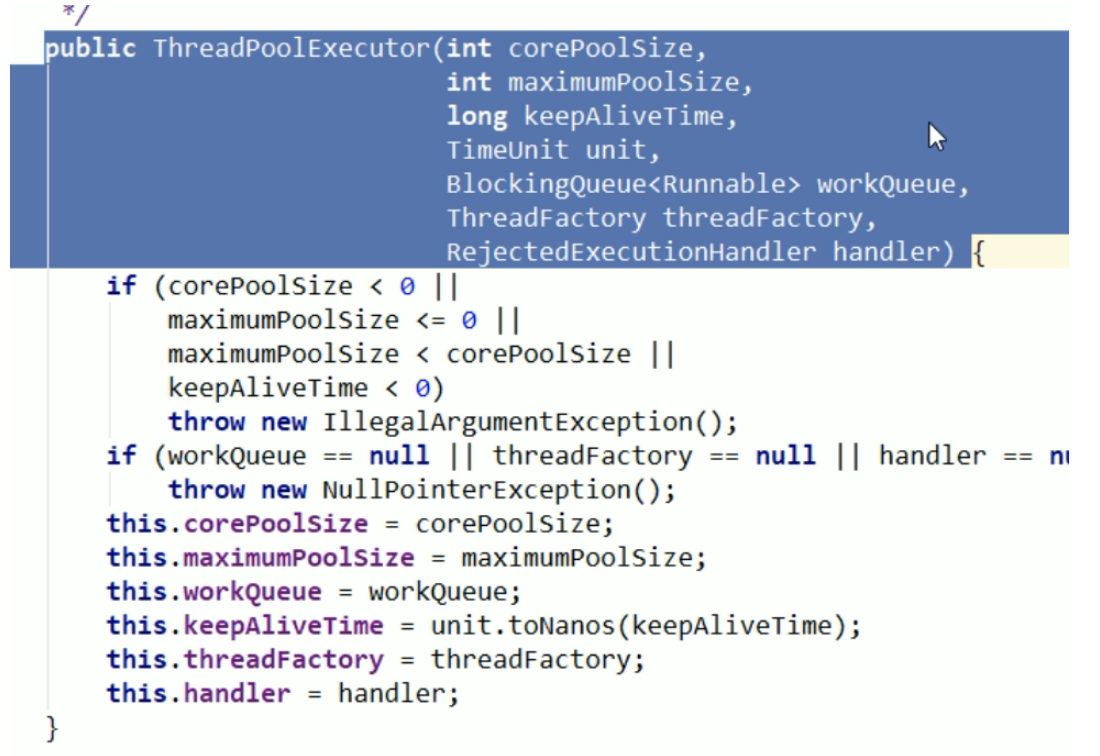 */
public ThreadPoolExecutor(int corePoolSize,
int maximumPoolSize,
long keepAliveTime,
TimeUnit unit,
BlockingQueue<Runnable> workQueue,
ThreadFactory threadFactory,
RejectedExecutionHandler handler) {
if (corePoolSize < 0 ||
maximumPoolSize <= 0 ||
maximumPoolSize < corePoolSize ||
keepAliveTime < 0)
throw new IllegalArgumentException();
if (workQueue == null || threadFactory == null || handler ==
throw new NullPointerException();
this.corePoolSize = corePoolSize;
this.maximumPoolSize = maximumPoolSize;
this.workQueue = workQueue;
this.keepAliveTime = unit.toNanos(keepAliveTime);
this.threadFactory = threadFactory;
this.handler = handler;
}